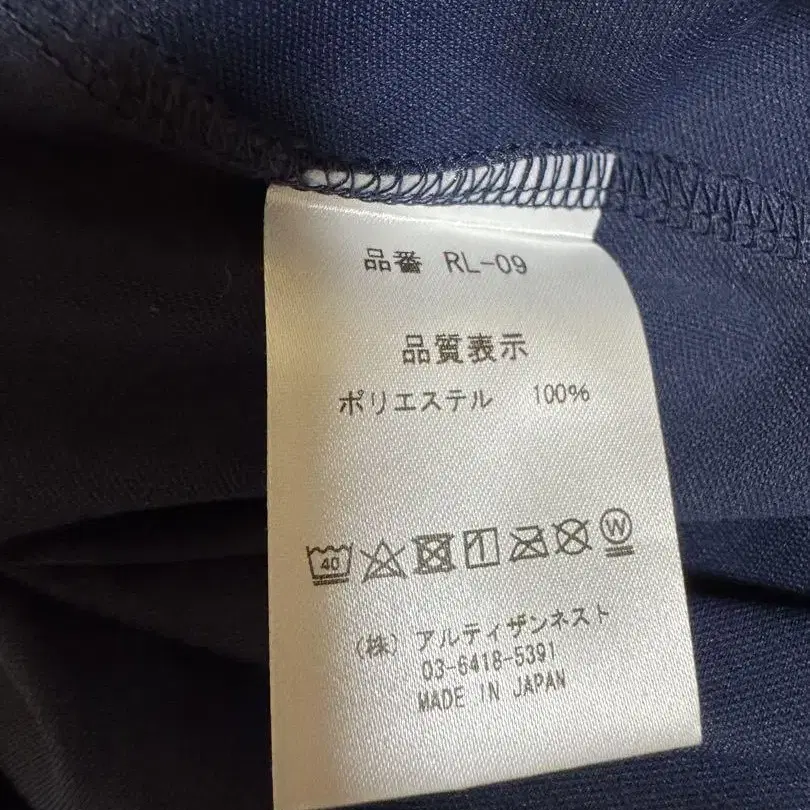 品番 RL-09
品質表示
ポリエステル 100%
40 W
(株) アルティザンネスト
03-6418-5391
MADE IN JAPAN